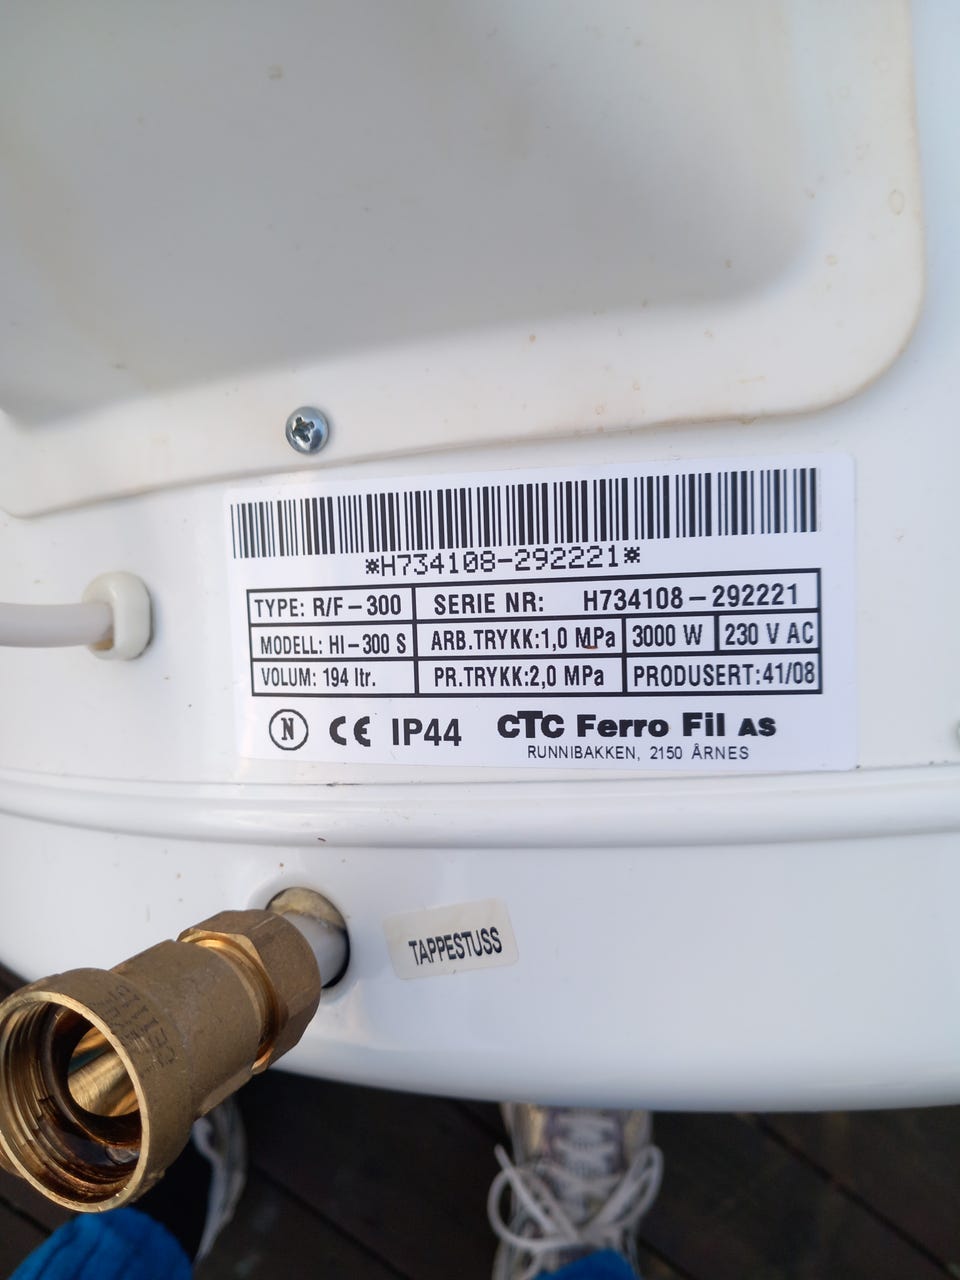 *H734108-292221*
TYPE: R/F-300 SERIE NR: H734108-292221
MODELL: HI-300 S ARB.TRYKK:1,0 MPa 3000 W 230 V AC
VOLUM: 194 ltr. PR.TRYKK:2,0 MPa PRODUSERT:41/08
N CE IP44 CTC Ferro Fil AS
RUNNIBAKKEN, 2150 ÅRNES
TAPPESTUSS